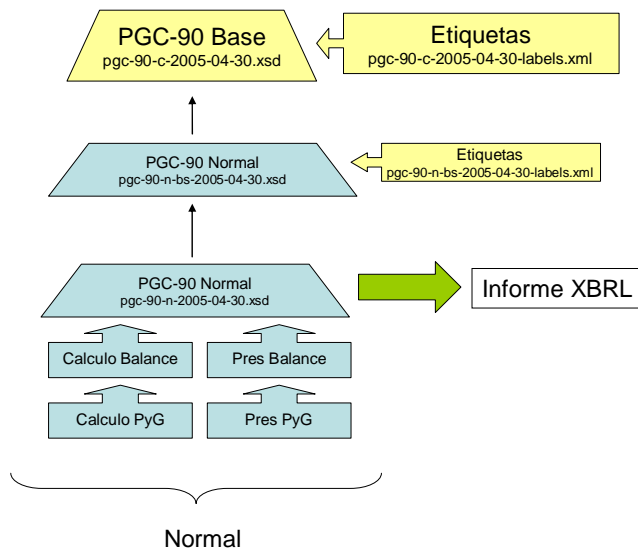 PGC-90 Base
pgc-90-c-2005-04-30.xsd
Etiquetas
pgc-90-c-2005-04-30-labels.xml
PGC-90 Normal
pgc-90-n-bs-2005-04-30.xsd
Etiquetas
pgc-90-n-bs-2005-04-30-labels.xml
PGC-90 Normal
pgc-90-n-2005-04-30.xsd
Informe XBRL
Calculo Balance
Pres Balance
Calculo PyG
Pres PyG
Normal